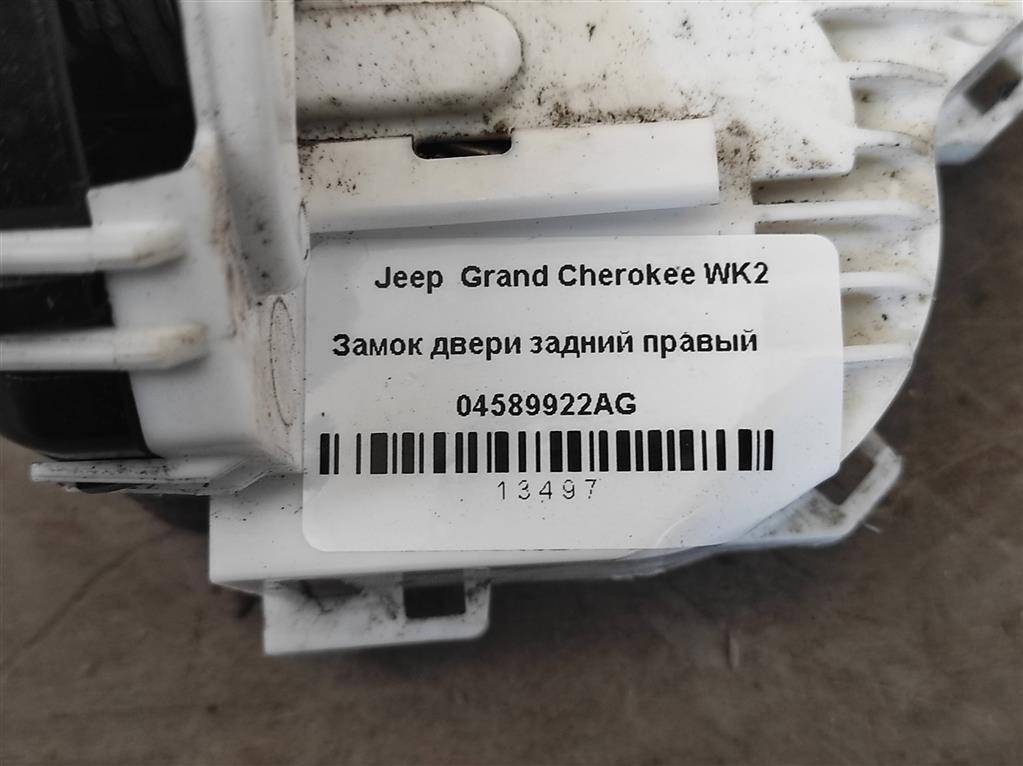 Jeep Grand Cherokee WK2
Замок двери задний правый
04589922AG
13497